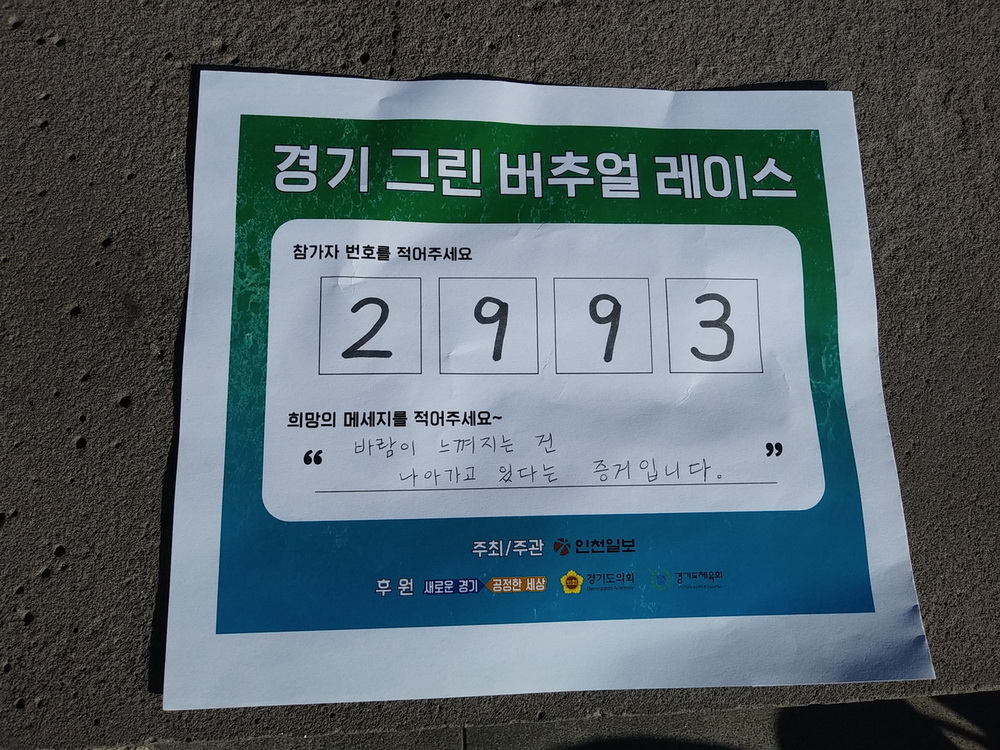 경기 그린 버추얼 레이스
참가자 번호를 적어주세요
2 9 9 3
희망의 메세지를 적어주세요~
“ 바람이 느껴지는 건
나아가고 있다는 증거입니다. ”
주최/주관 인천일보
후원 새로운 경기 공정한 세상 경기도의회 경기도체육회